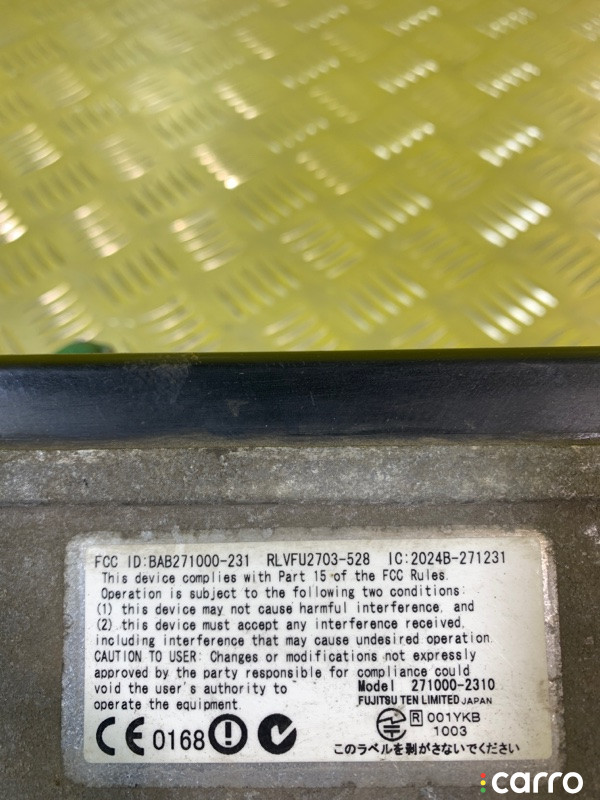 FCC ID:BAB271000-231 RLVFU2703-528 IC:2024B-271231
This device complies with Part 15 of the FCC Rules.
Operation is subject to the following two conditions:
(1) this device may not cause harmful interference, and
(2) this device must accept any interference received,
including interference that may cause undesired operation.
CAUTION TO USER: Changes or modifications not expressly
approved by the party responsible for compliance could
void the user's authority to
operate the equipment.
Model 271000-2310
FUJITSU TEN LIMITED JAPAN
CE 0168
R 001YKB
1003
このラベルを剥がさないでください
carro